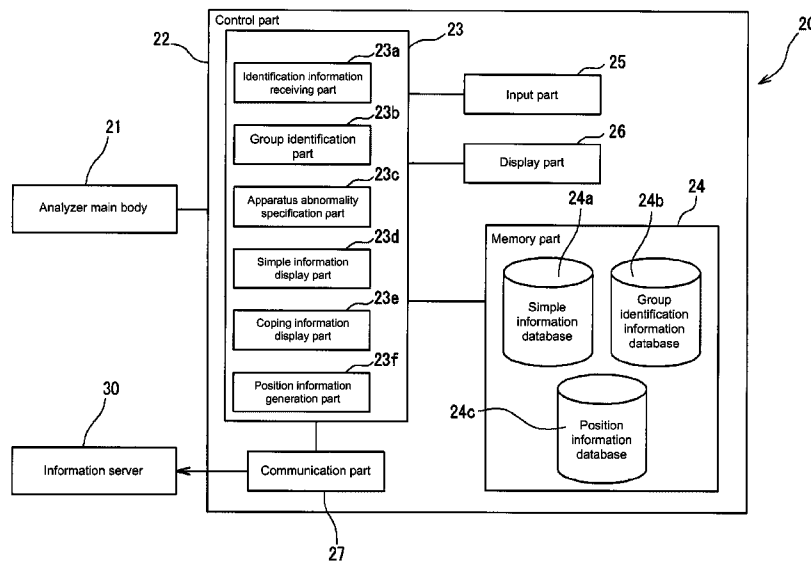 20
22
Control part
23
23a
Identification information
receiving part
23b
Group identification
part
23c
Apparatus abnormality
specification part
23d
Simple information
display part
23e
Coping information
display part
23f
Position information
generation part
25
Input part
26
Display part
21
Analyzer main body
24
Memory part
24a
Simple
information
database
24b
Group
identification
information
database
24c
Position
information
database
30
Information server
Communication part
27